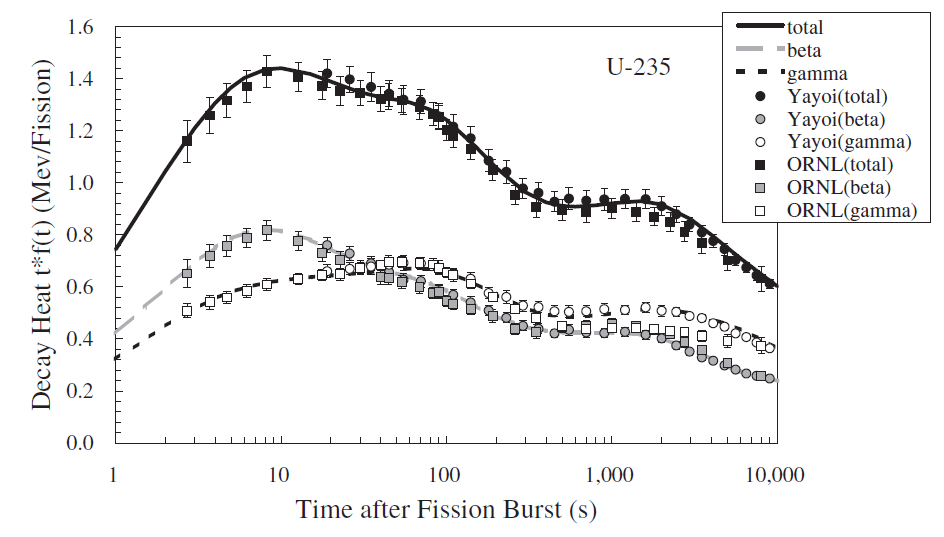 1.6
1.4
1.2
1.0
0.8
0.6
0.4
0.2
0.0
Decay Heat t*f(t) (Mev/Fission)
U-235
total
beta
gamma
Yayoi(total)
Yayoi(beta)
Yayoi(gamma)
ORNL(total)
ORNL(beta)
ORNL(gamma)
1 10 100 1,000 10,000
Time after Fission Burst (s)